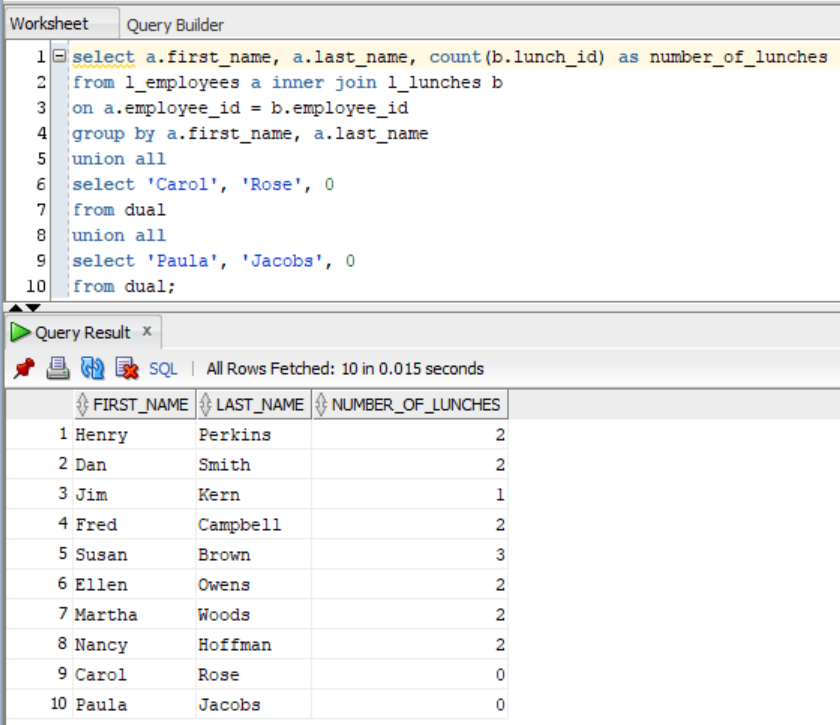 Worksheet Query Builder
1 select a.first_name, a.last_name, count(b.lunch_id) as number_of_lunches
2 from l_employees a inner join l_lunches b
3 on a.employee_id = b.employee_id
4 group by a.first_name, a.last_name
5 union all
6 select 'Carol', 'Rose', 0
7 from dual
8 union all
9 select 'Paula', 'Jacobs', 0
10 from dual;
Query Result x
SQL | All Rows Fetched: 10 in 0.015 seconds
FIRST_NAME LAST_NAME NUMBER_OF_LUNCHES
1 Henry Perkins 2
2 Dan Smith 2
3 Jim Kern 1
4 Fred Campbell 2
5 Susan Brown 3
6 Ellen Owens 2
7 Martha Woods 2
8 Nancy Hoffman 2
9 Carol Rose 0
10 Paula Jacobs 0